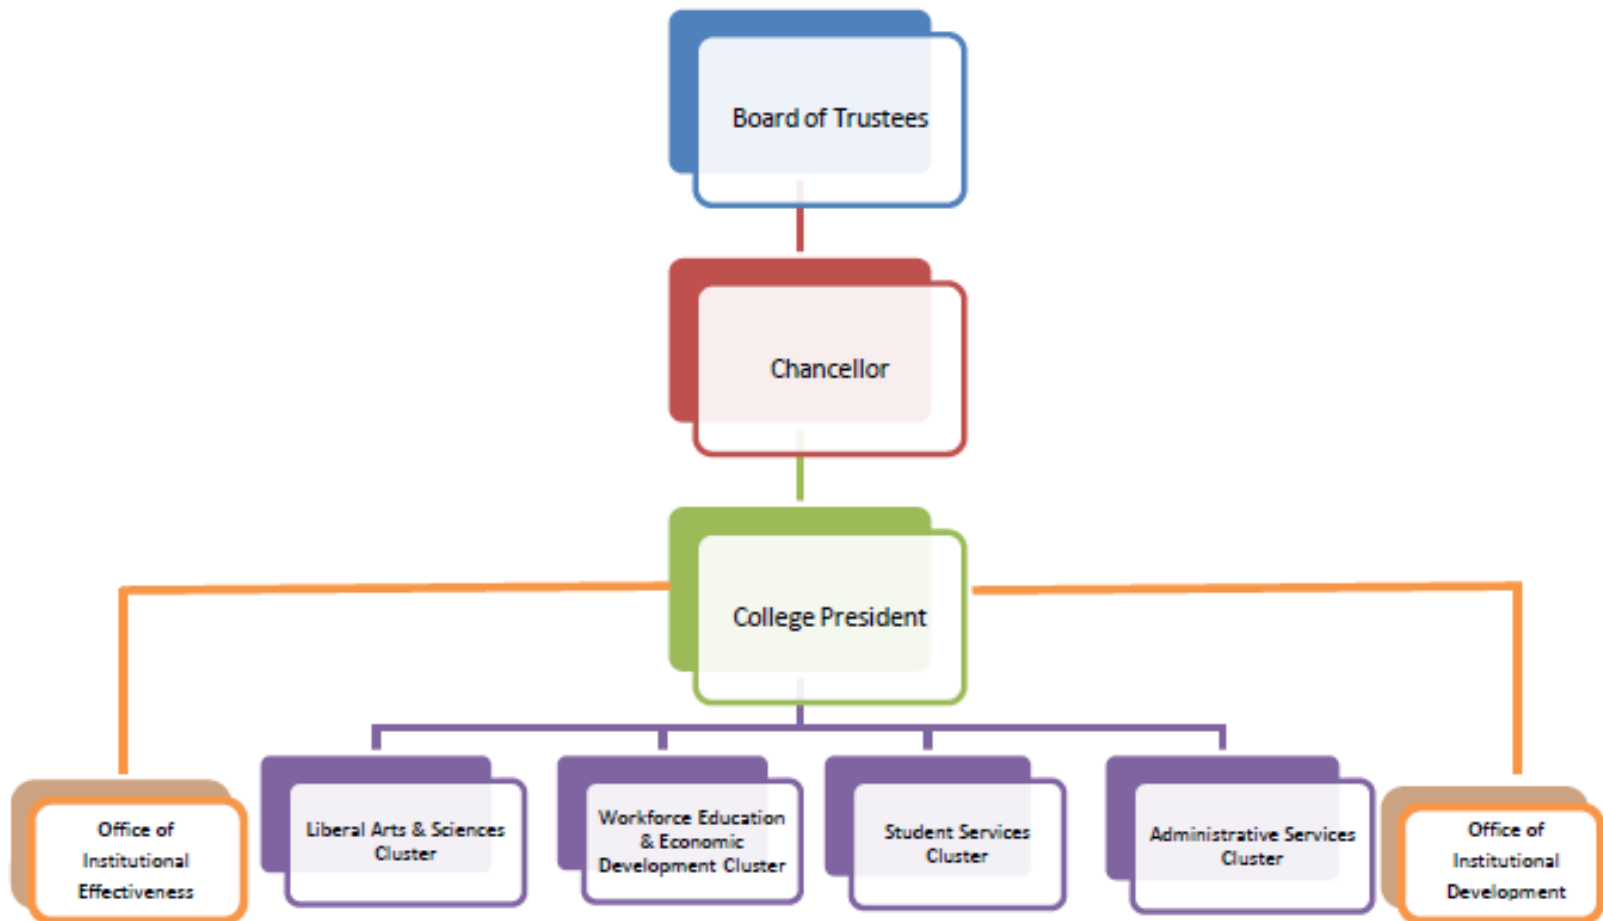 Board of Trustees
Chancellor
College President
Office of
Institutional
Effectiveness
Liberal Arts & Sciences
Cluster
Workforce Education
& Economic
Development Cluster
Student Services
Cluster
Administrative Services
Cluster
Office of
Institutional
Development